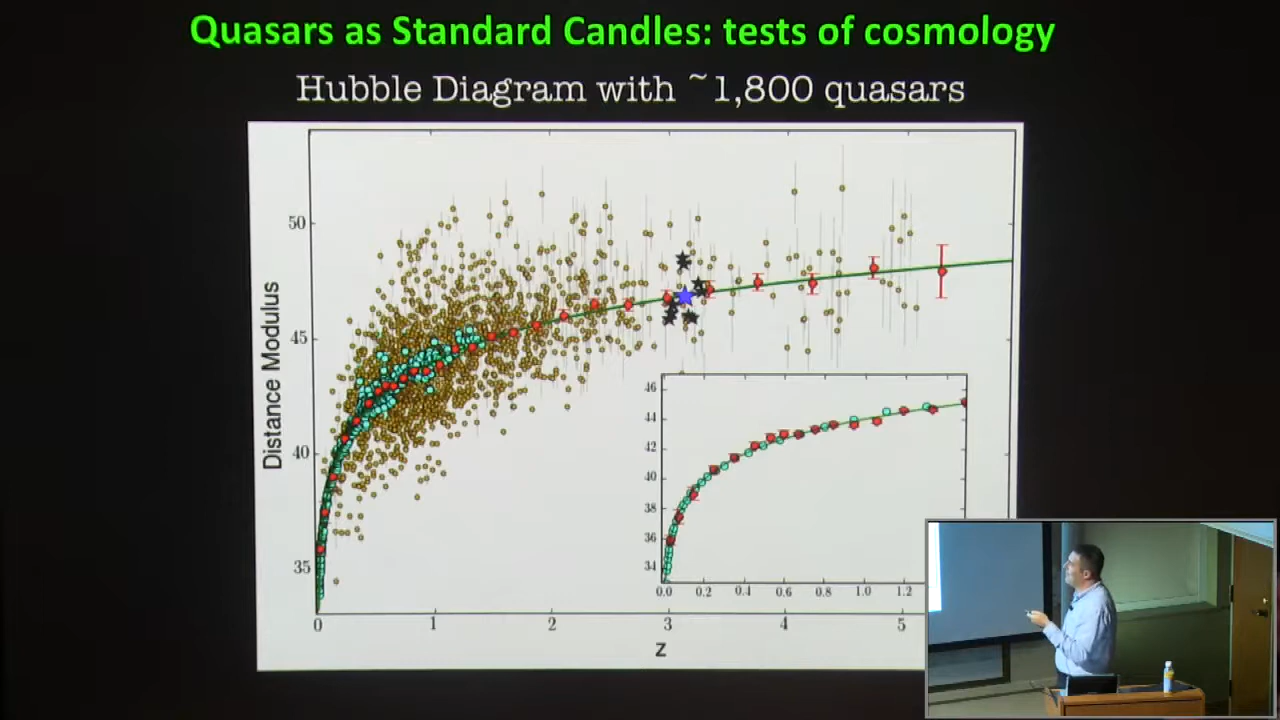 Quasars as Standard Candles: tests of cosmology
Hubble Diagram with ~1,800 quasars
50
45
40
35
Distance Modulus
0 1 2 3 4 5
z
46
44
42
40
38
36
34
0.0 0.2 0.4 0.6 0.8 1.0 1.2